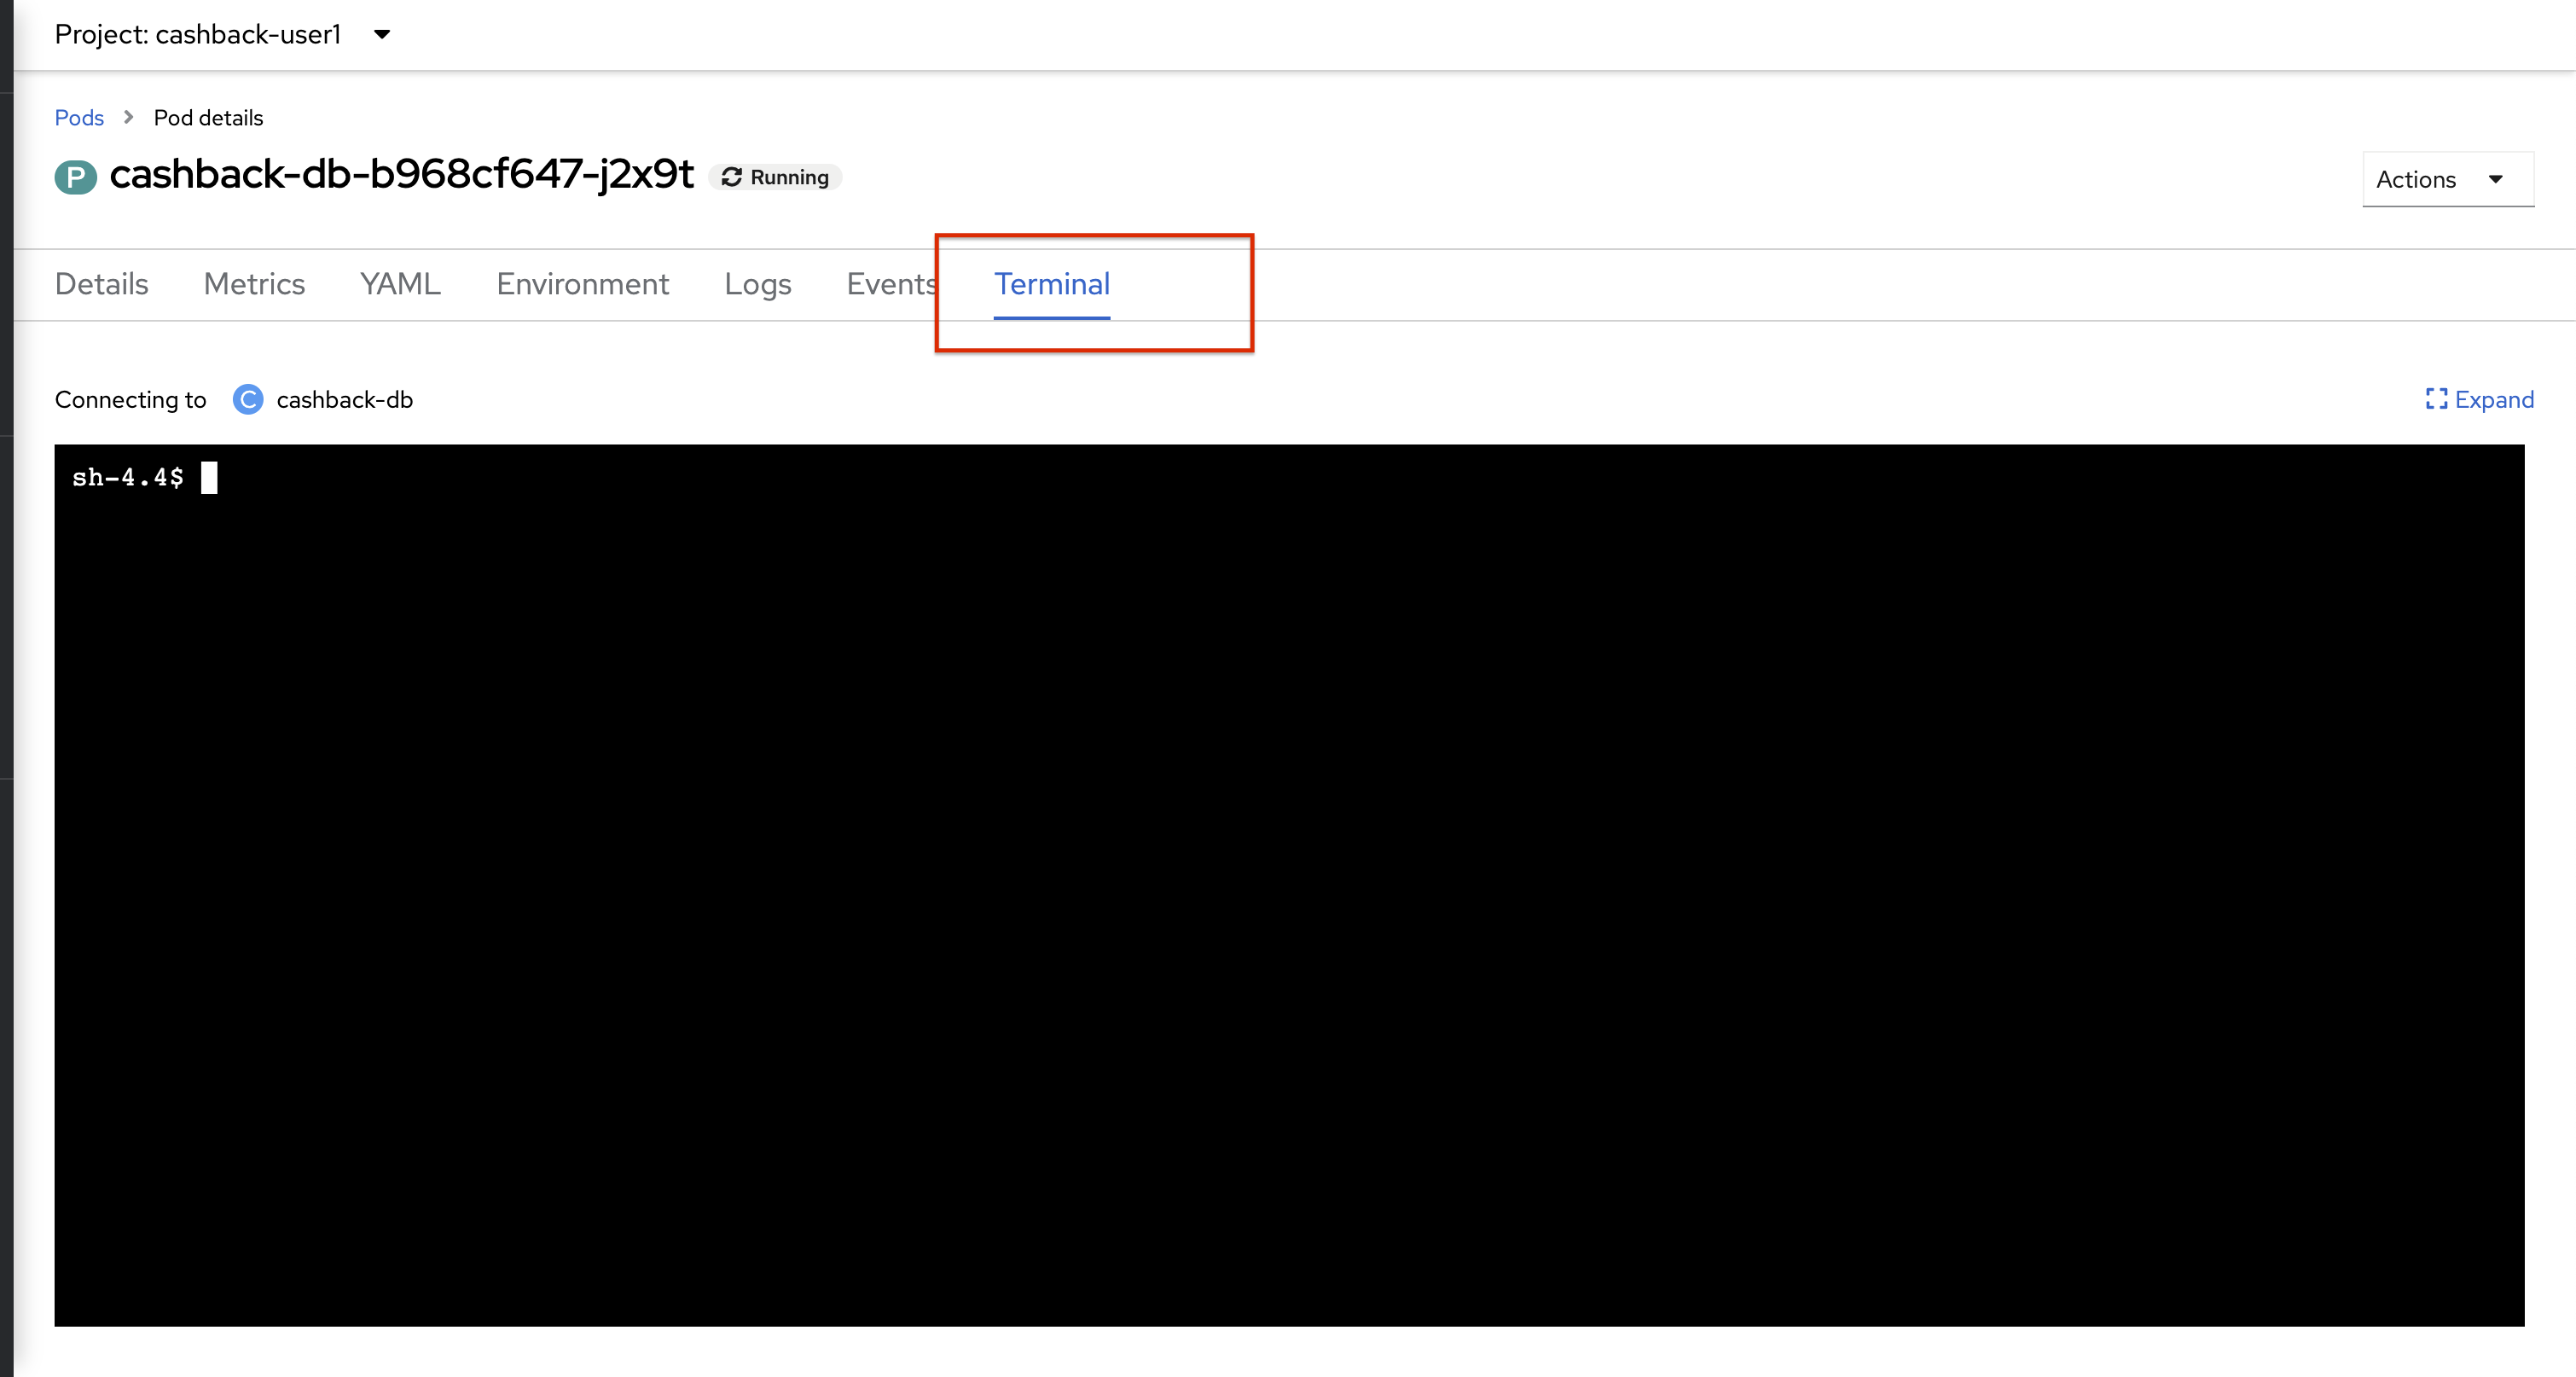 Project: cashback-user1
Pods > Pod details
P cashback-db-b968cf647-j2x9t Running
Actions
Details Metrics YAML Environment Logs Events Terminal
Connecting to C cashback-db
Expand
sh-4.4$